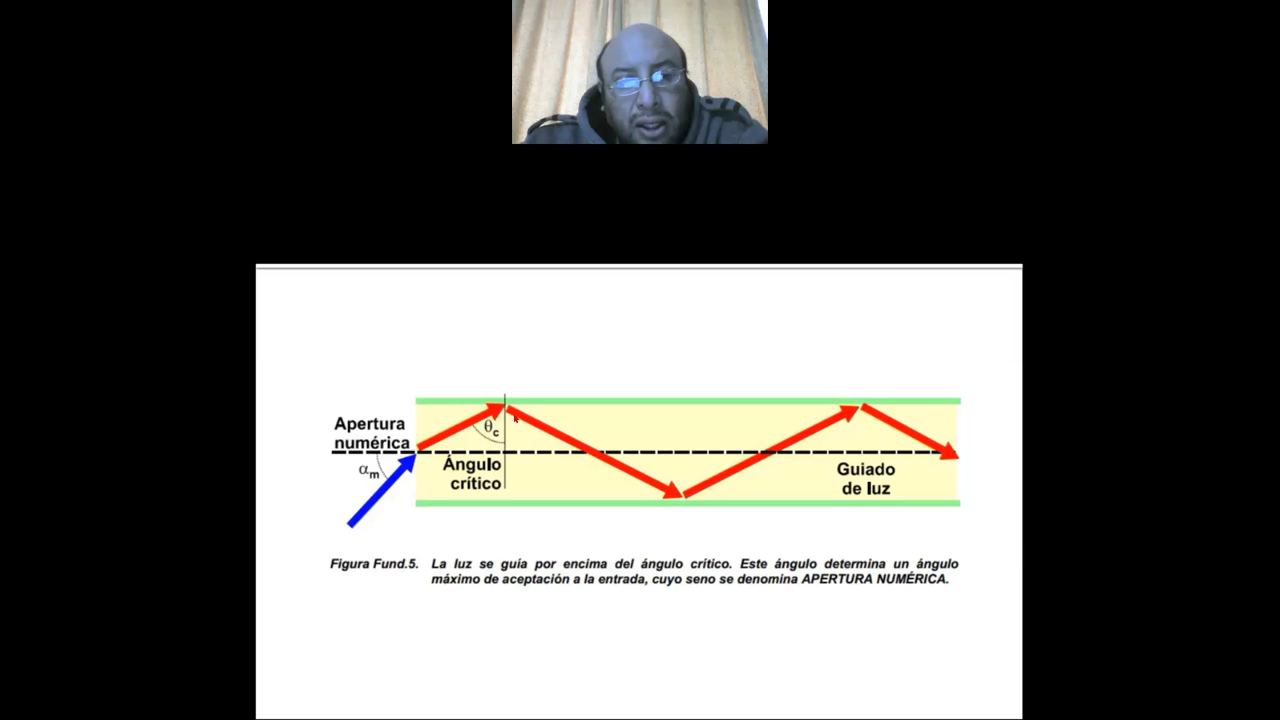 Apertura
numérica
θc
αm
Ángulo
crítico
Guiado
de luz
Figura Fund.5. La luz se guía por encima del ángulo crítico. Este ángulo determina un ángulo
máximo de aceptación a la entrada, cuyo seno se denomina APERTURA NUMÉRICA.